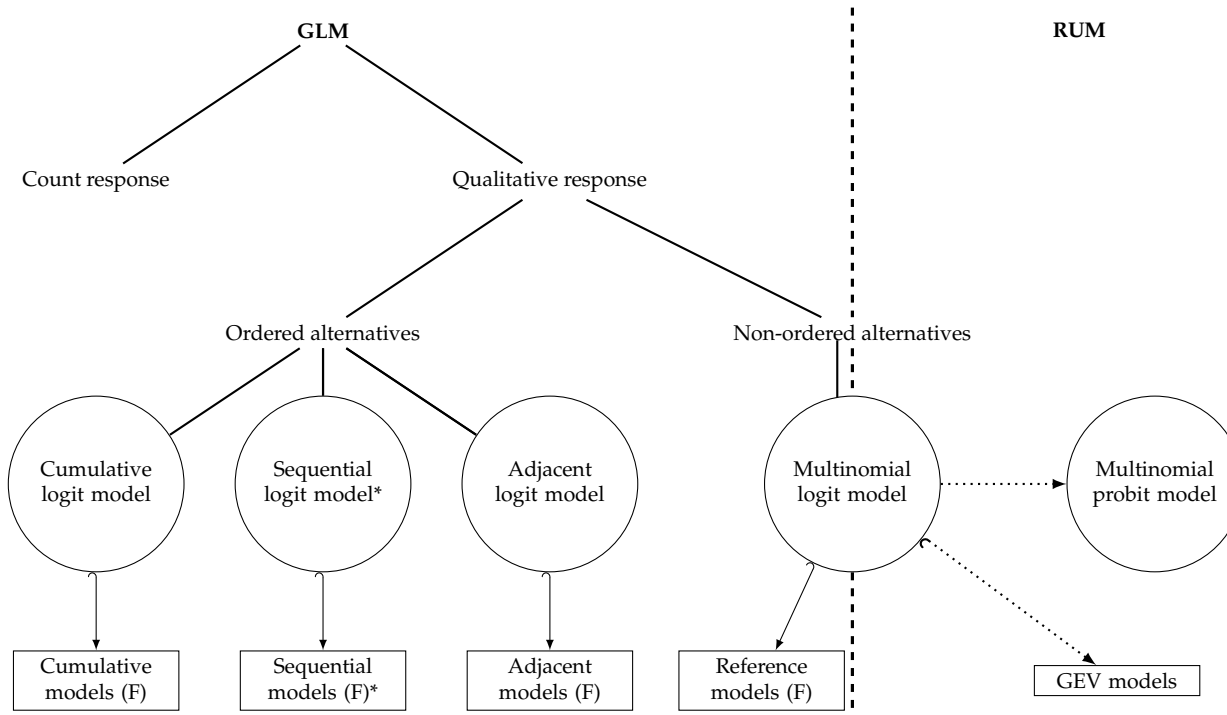 GLM
RUM
Count response
Qualitative response
Ordered alternatives
Non-ordered alternatives
Cumulative
logit model
Sequential
logit model*
Adjacent
logit model
Multinomial
logit model
Multinomial
probit model
Cumulative
models (F)
Sequential
models (F)*
Adjacent
models (F)
Reference
models (F)
GEV models